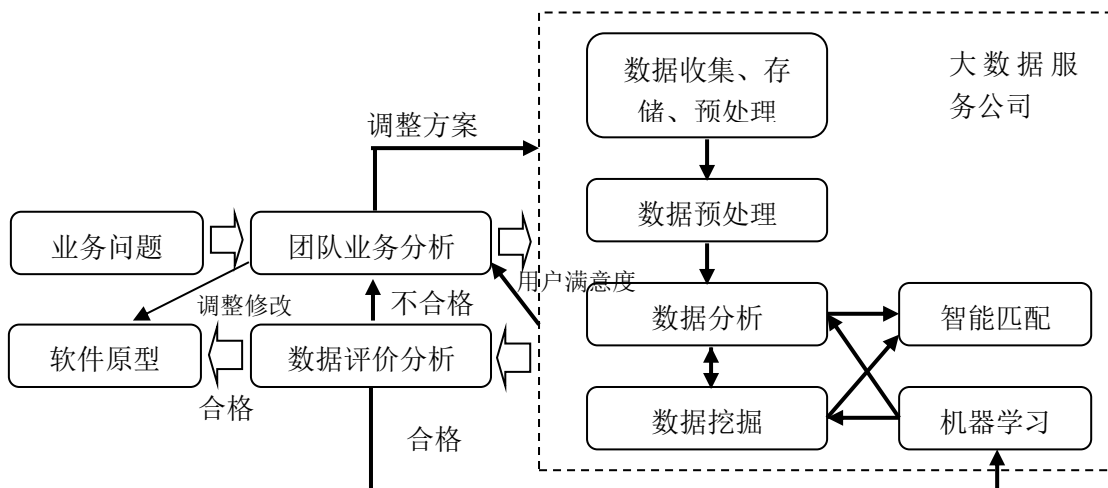 数据收集、存
储、预处理
大数据服
务公司
调整方案
数据预处理
业务问题
团队业务分析
用户满意度
调整修改
不合格
数据分析
智能匹配
软件原型
数据评价分析
合格
合格
数据挖掘
机器学习